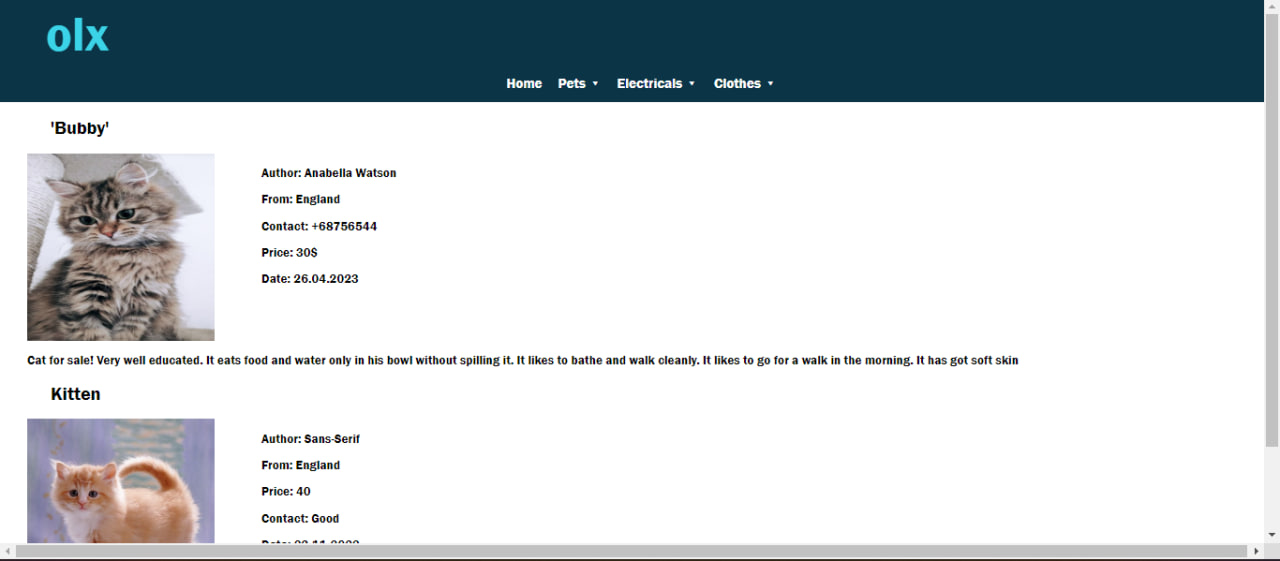 olx
Home Pets Electricals Clothes
'Bubby'
Author: Anabella Watson
From: England
Contact: +68756544
Price: 30$
Date: 26.04.2023
Cat for sale! Very well educated. It eats food and water only in his bowl without spilling it. It likes to bathe and walk cleanly. It likes to go for a walk in the morning. It has got soft skin
Kitten
Author: Sans-Serif
From: England
Price: 40
Contact: Good